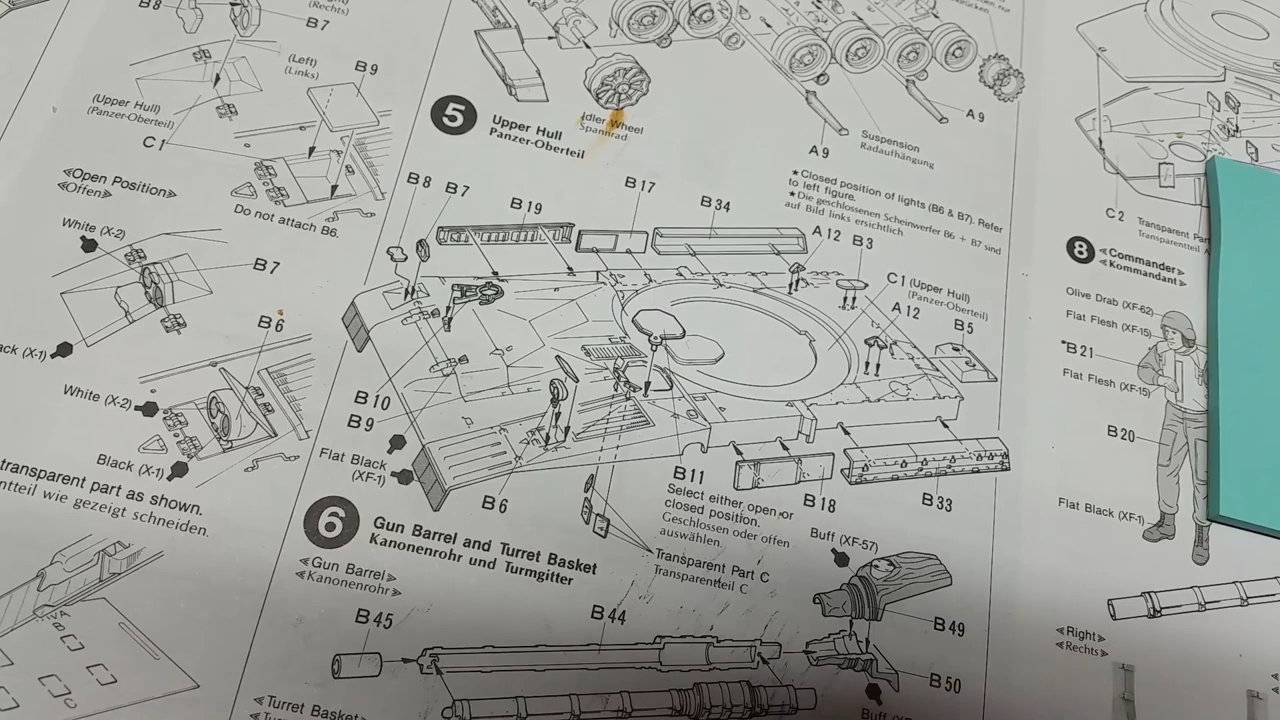 B8
(Rechts)
B7
(Left)
(Links)
B9
(Upper Hull)
(Panzer-Oberteil)
C1
≪Open Position≫
≪Offen≫
Do not attach B6.
White (X-2)
B7
(X-1)
B6
White (X-2)
Black (X-1)
transparent part as shown.
wie gezeigt schneiden.
5
Upper Hull
Panzer-Oberteil
Idler Wheel
Spannrad
A9
A9
Suspension
Radaufhängung
★Closed position of lights (B6 & B7). Refer
to left figure.
★Die geschlossenen Scheinwerfer B6 + B7 sind
auf Bild links ersichtlich.
B8
B7
B19
B17
B34
A12
B3
C1 (Upper Hull)
(Panzer-Oberteil)
A12
B5
B10
B9
Flat Black
(XF-1)
B6
B11
Select either open or
closed position.
Geschlossen oder offen
auswählen.
B18
B33
Transparent Part C
Transparentteil C
6
Gun Barrel and Turret Basket
Kanonenrohr und Turmgitter
≪Gun Barrel≫
≪Kanonenrohr≫
B45
B44
Buff (XF-57)
B49
B50
Buff
≪Turret Basket
C2
Transparent
Transparentteil
8
≪Commander≫
≪Kommandant≫
Olive Drab (XF-62)
Flat Flesh (XF-15)
*B21
Flat Flesh (XF-15)
B20
Flat Black (XF-1)
≪Right≫
≪Rechts≫